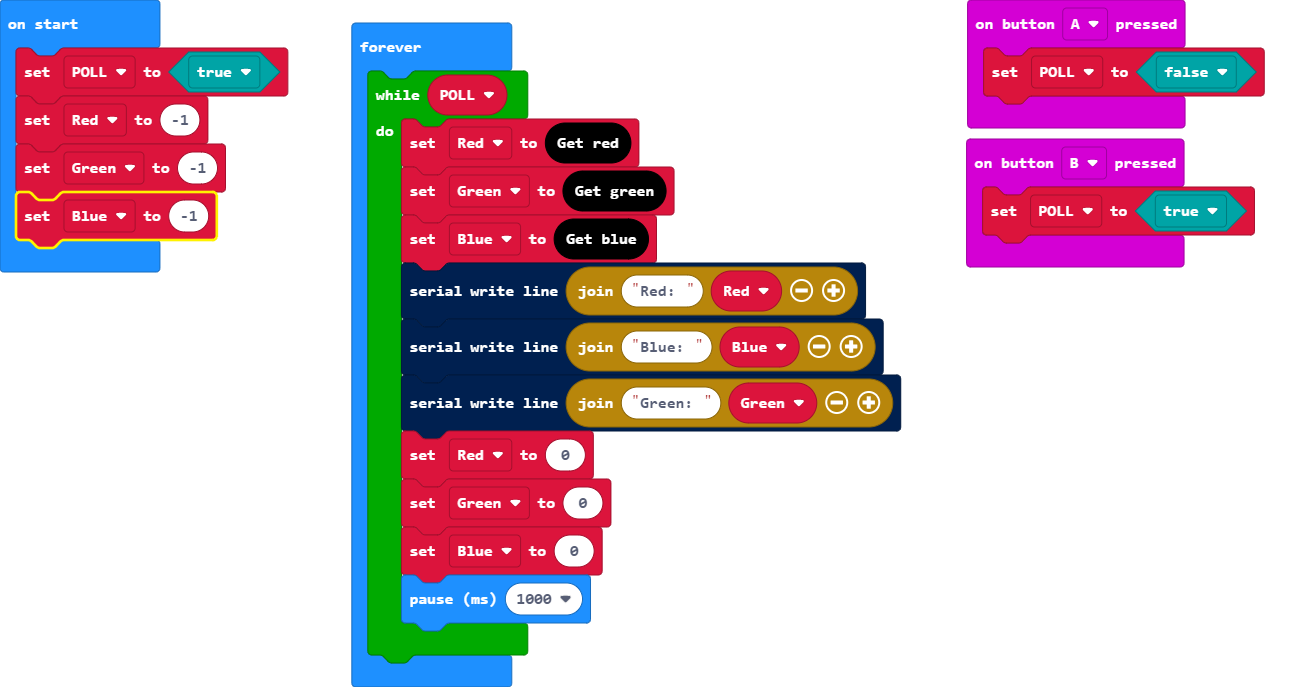 on start
set POLL to true
set Red to -1
set Green to -1
set Blue to -1
forever
while POLL
do
set Red to Get red
set Green to Get green
set Blue to Get blue
serial write line join "Red: " Red
serial write line join "Blue: " Blue
serial write line join "Green: " Green
set Red to 0
set Green to 0
set Blue to 0
pause (ms) 1000
on button A pressed
set POLL to false
on button B pressed
set POLL to true